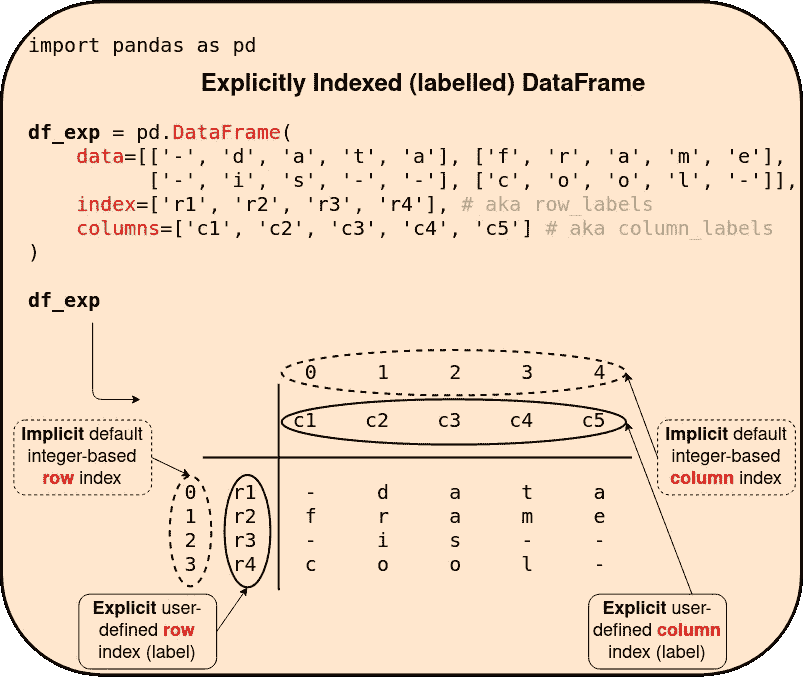 import pandas as pd
Explicitly Indexed (labelled) DataFrame
df_exp = pd.DataFrame(
    data=[['-', 'd', 'a', 't', 'a'], ['f', 'r', 'a', 'm', 'e'],
          ['-', 'i', 's', '-', '-'], ['c', 'o', 'o', 'l', '-']],
    index=['r1', 'r2', 'r3', 'r4'], # aka row_labels
    columns=['c1', 'c2', 'c3', 'c4', 'c5'] # aka column_labels
)
df_exp
0 1 2 3 4
c1 c2 c3 c4 c5
Implicit default
integer-based
row index
Implicit default
integer-based
column index
0 r1 - d a t a
1 r2 f r a m e
2 r3 - i s - -
3 r4 c o o l -
Explicit user-
defined row
index (label)
Explicit user-
defined column
index (label)